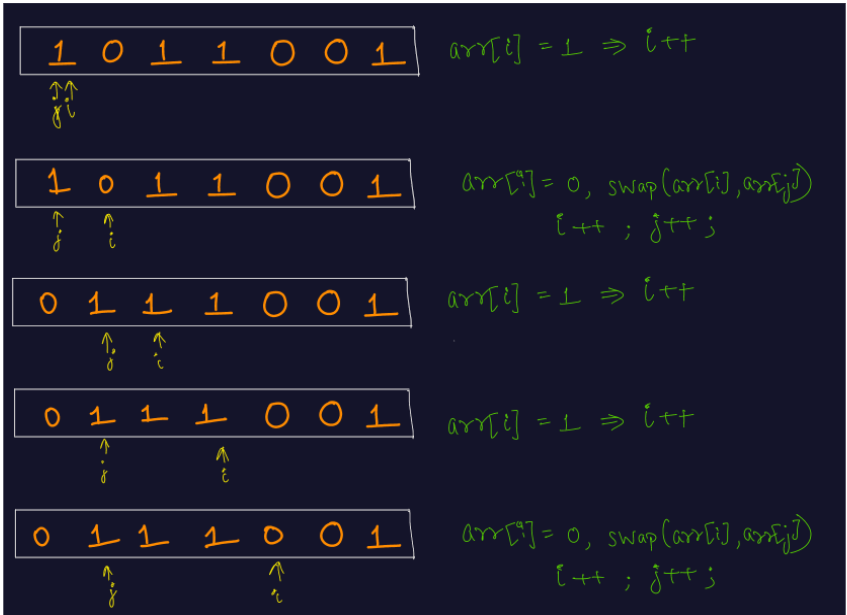 1 0 1 1 0 0 1
arr[i] = 1 ⇒ i++
j i
1 0 1 1 0 0 1
arr[i] = 0, swap(arr[i], arr[j])
i++ ; j++ ;
j i
0 1 1 1 0 0 1
arr[i] = 1 ⇒ i++
j i
0 1 1 1 0 0 1
arr[i] = 1 ⇒ i++
j i
0 1 1 1 0 0 1
arr[i] = 0, swap(arr[i], arr[j])
i++ ; j++ ;
j i